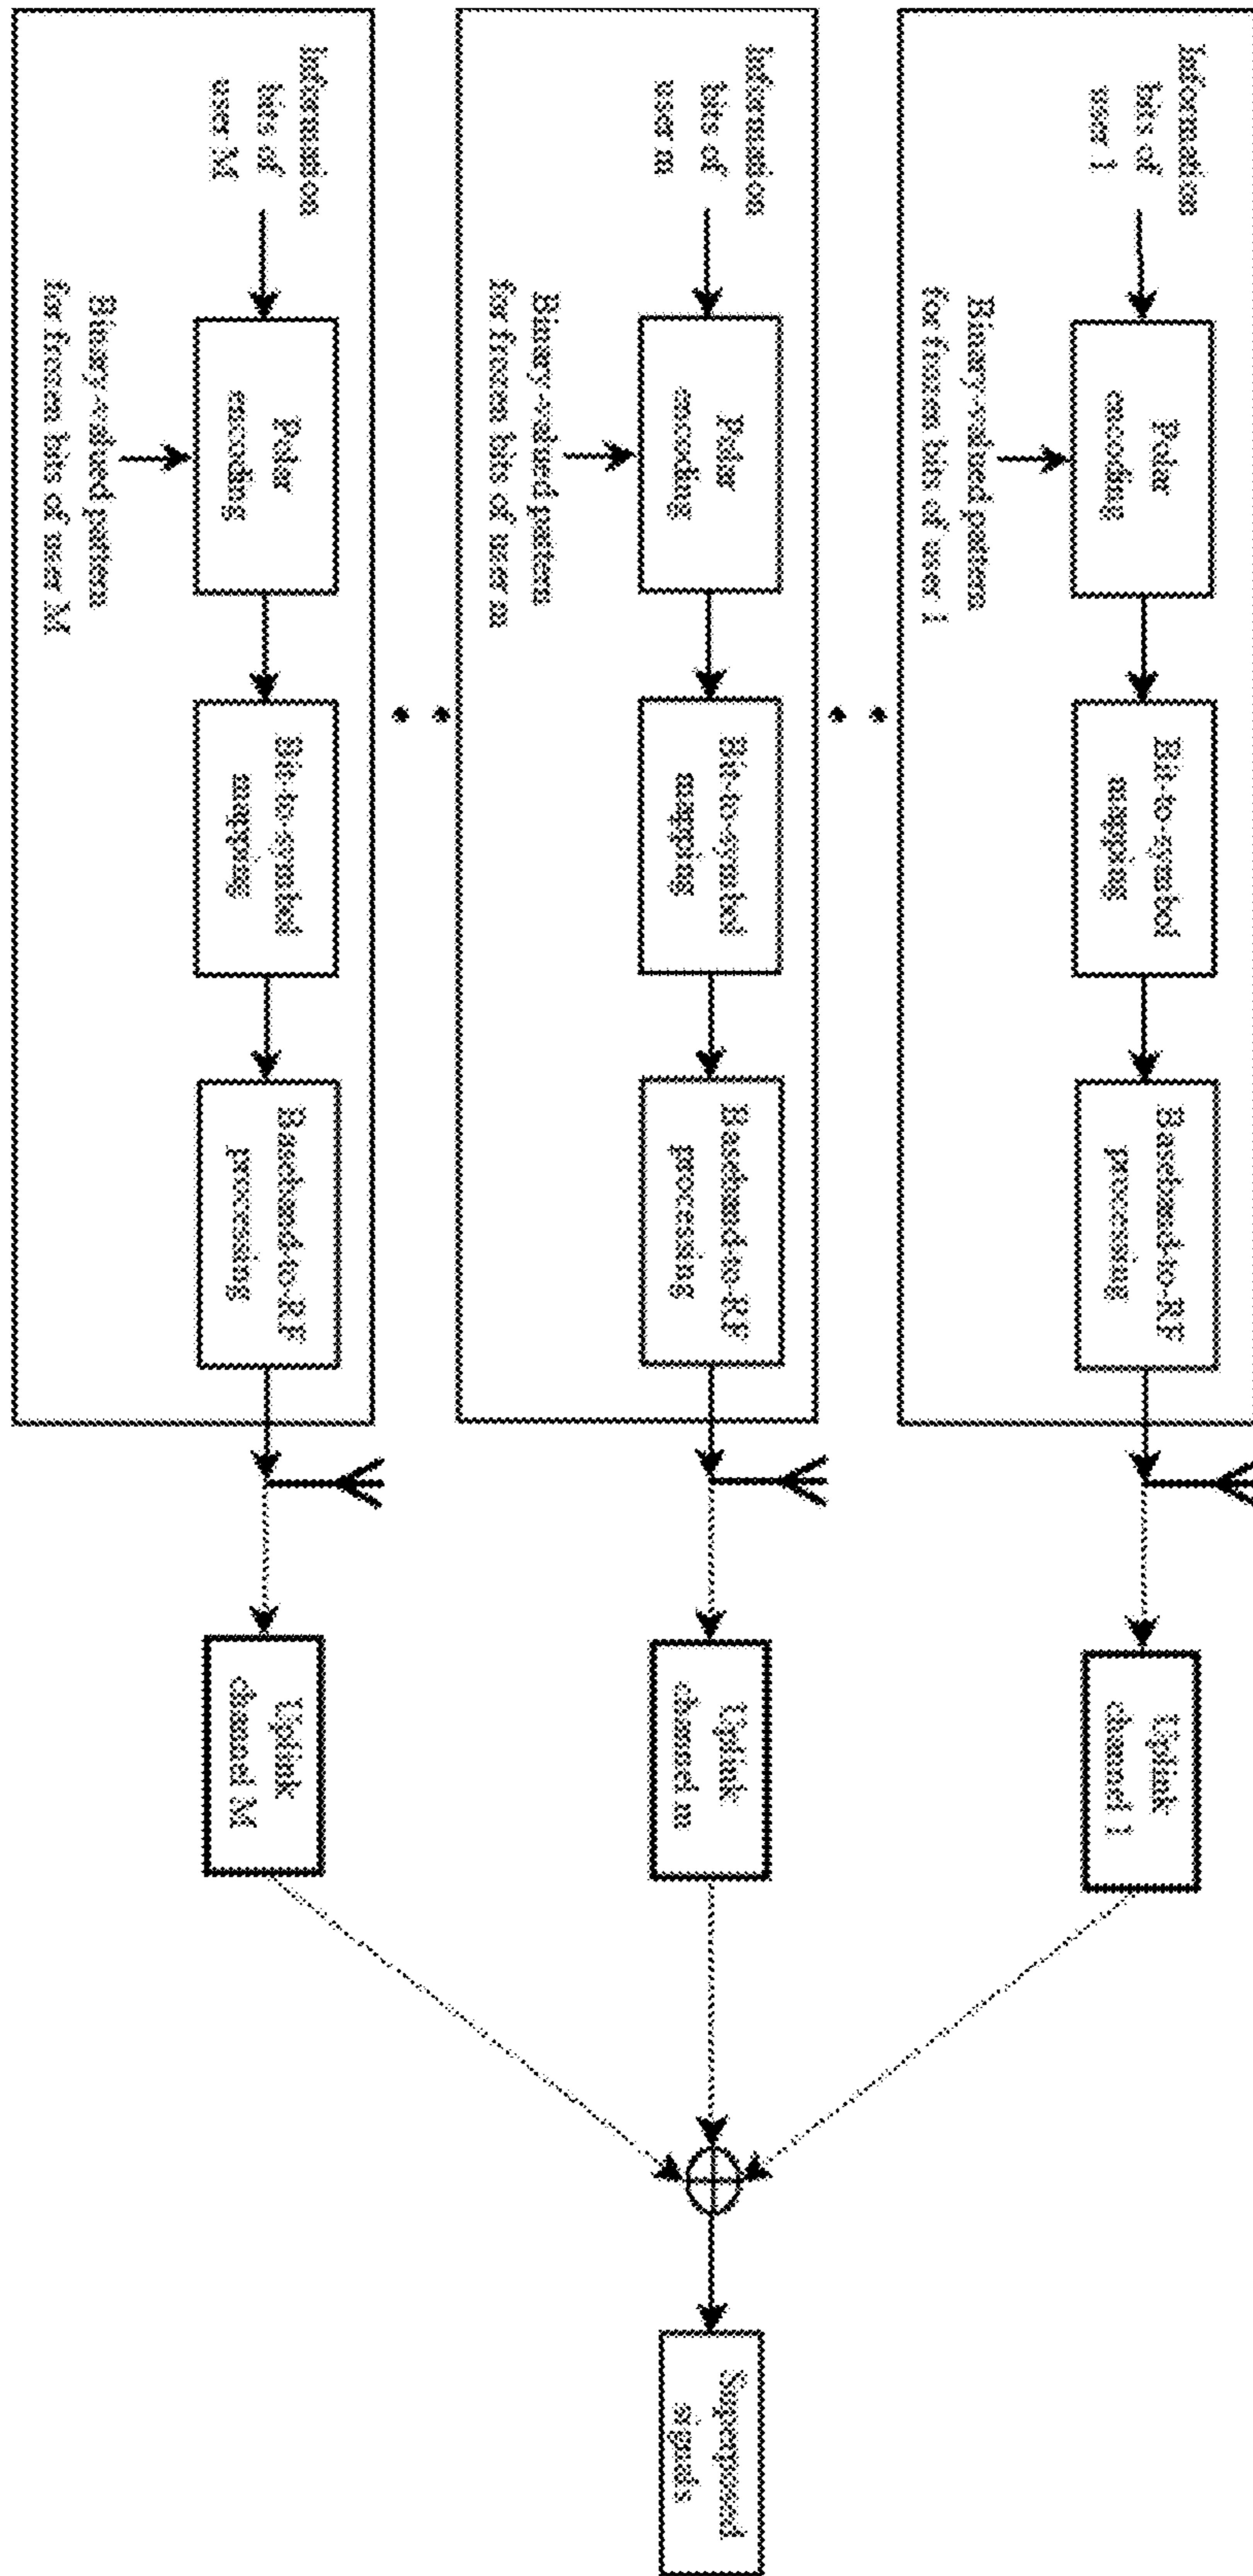 Information
bits of
user 1
Polar
encoding
Binary-valued pattern
for frozen bits of user 1
Bit-to-symbol
mapping
Baseband-to-RF
processing
Uplink
channel 1
Information
bits of
user m
Polar
encoding
Binary-valued pattern
for frozen bits of user m
Bit-to-symbol
mapping
Baseband-to-RF
processing
Uplink
channel m
Information
bits of
user M
Polar
encoding
Binary-valued pattern
for frozen bits of user M
Bit-to-symbol
mapping
Baseband-to-RF
processing
Uplink
channel M
Superposed
signals